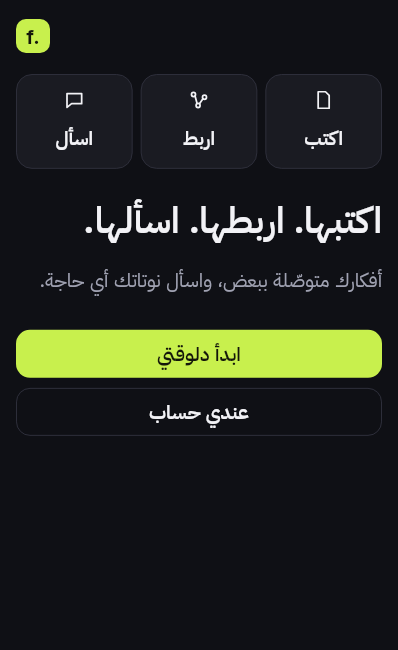 f.
اكتب
اربط
اسأل
اكتبها. اربطها. اسألها.
أفكارك متوصّلة ببعض، واسأل نوتاتك أي حاجة.
ابدأ دلوقتي
عندي حساب